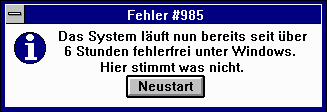 Fehler #985
Das System läuft nun bereits seit über
6 Stunden fehlerfrei unter Windows.
Hier stimmt was nicht.
Neustart